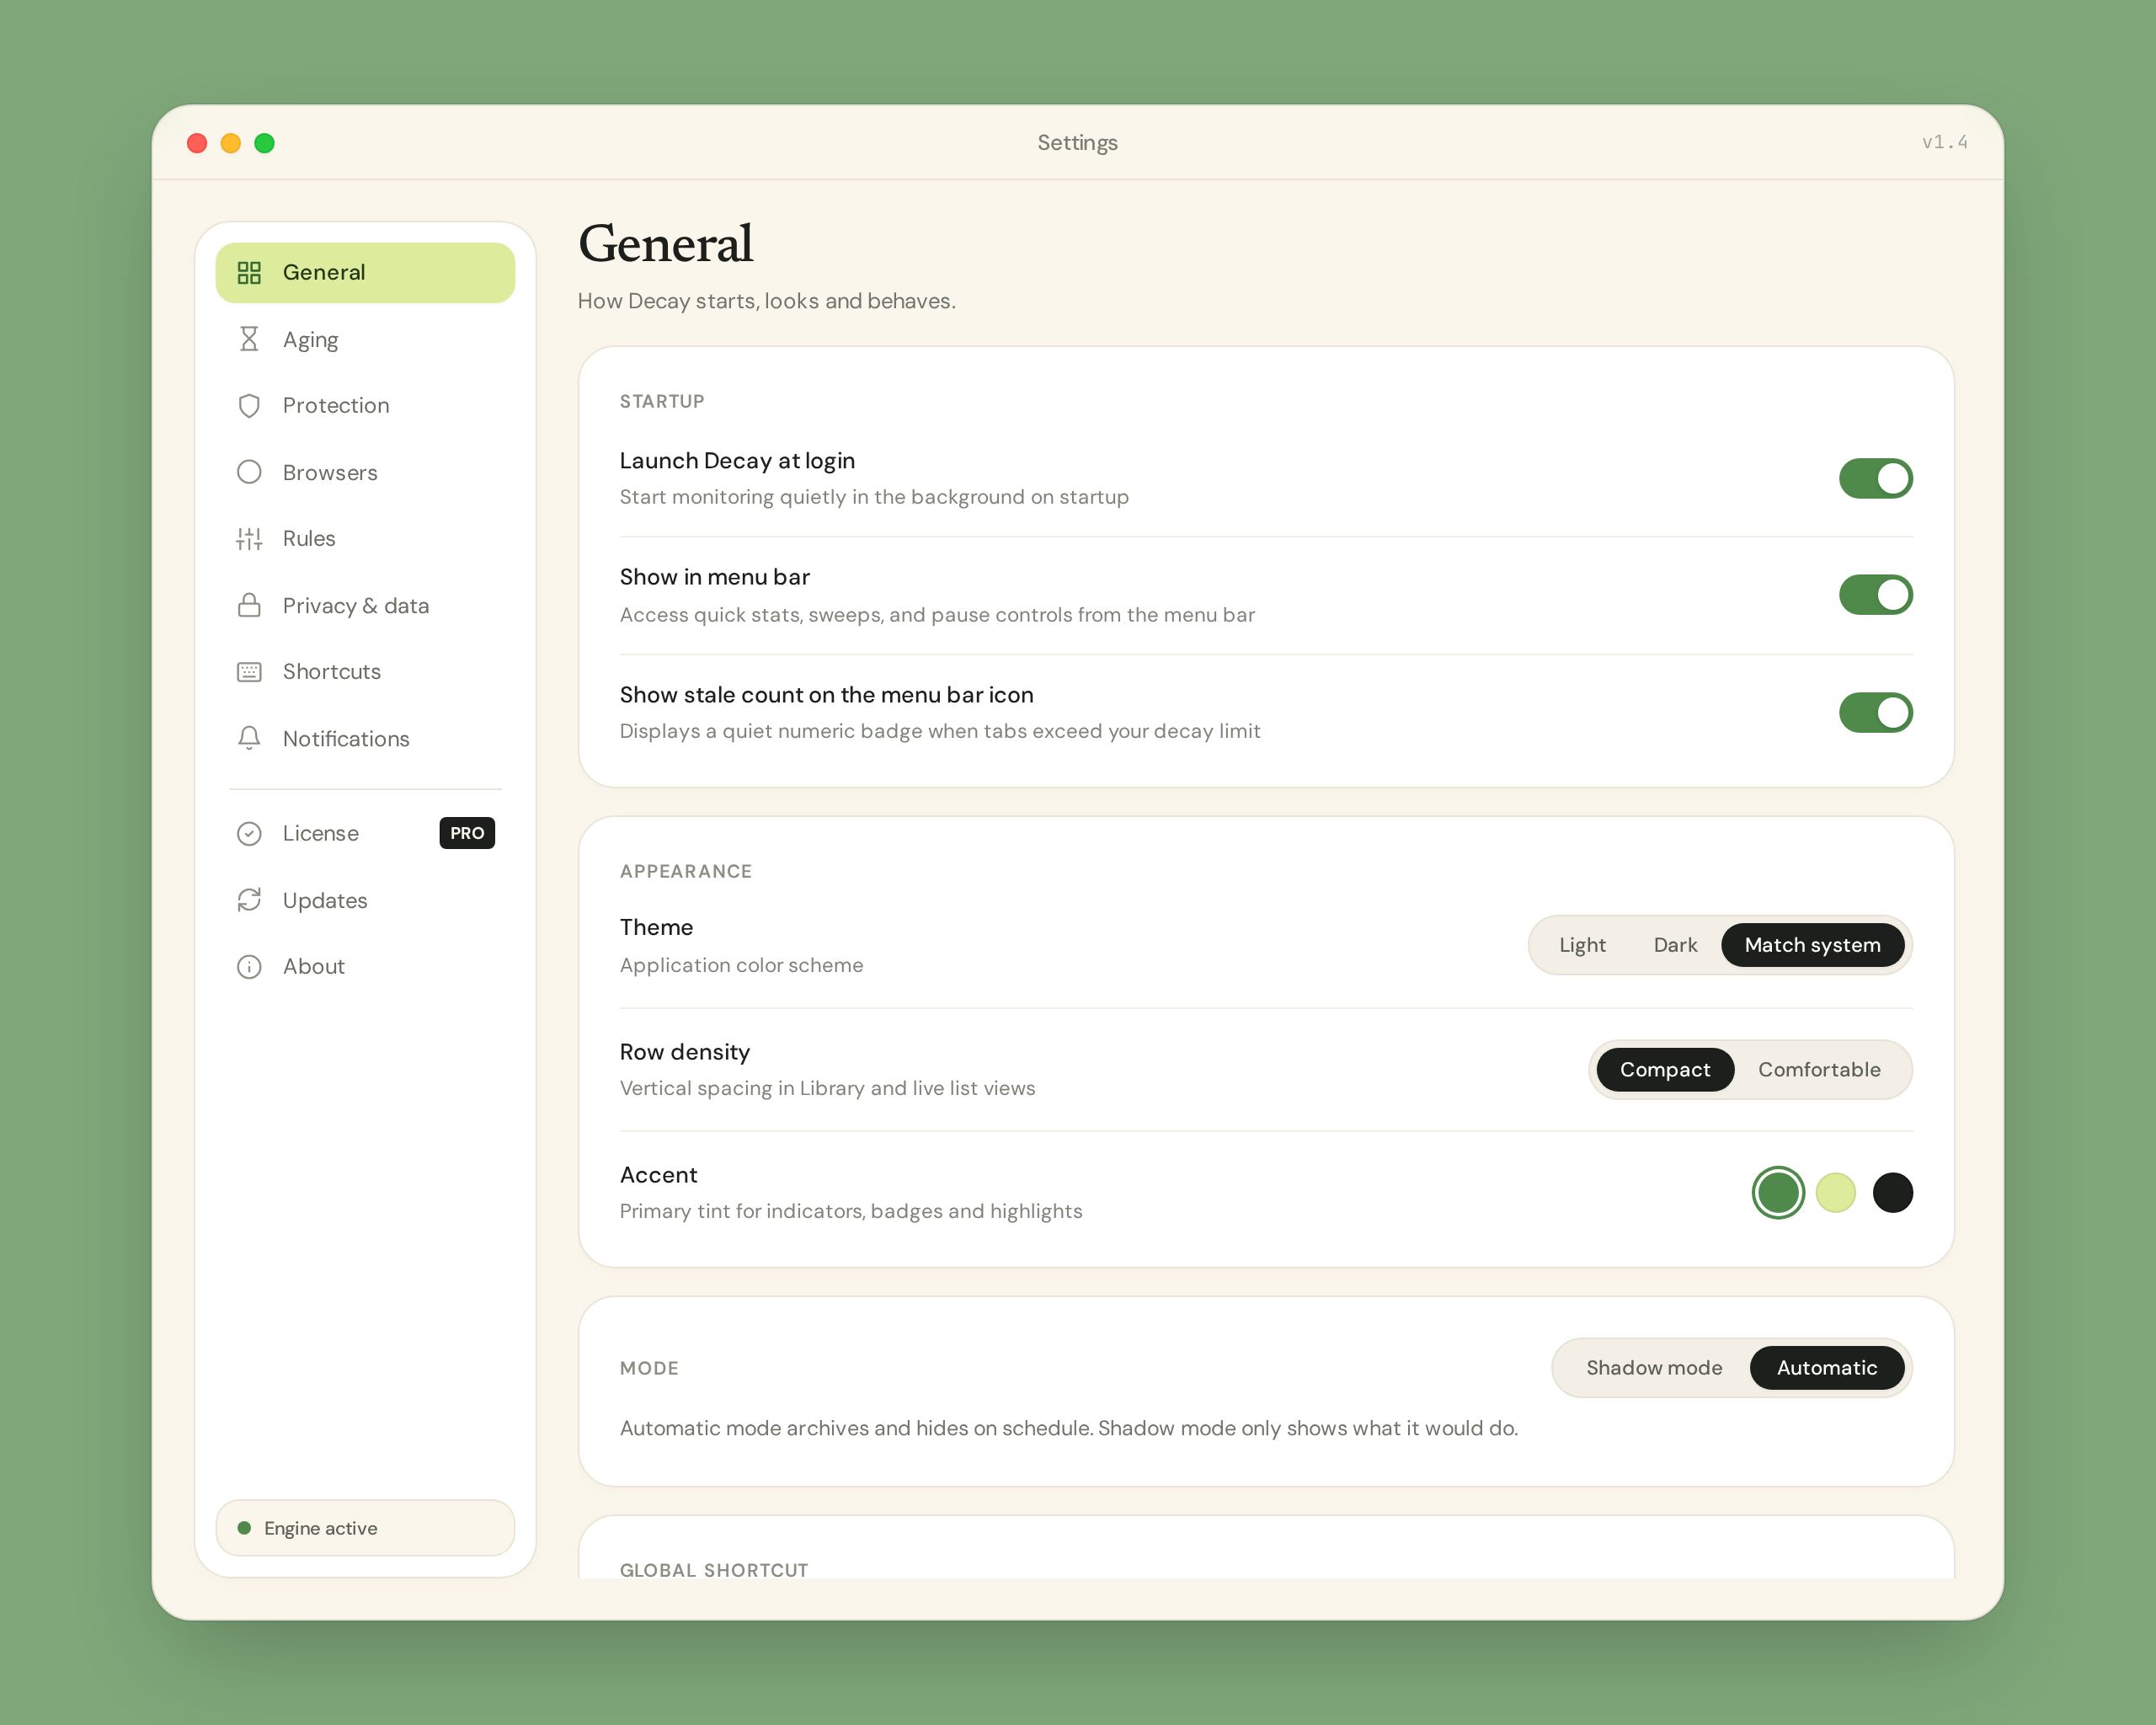 Settings
v1.4
General
Aging
Protection
Browsers
Rules
Privacy & data
Shortcuts
Notifications
License
PRO
Updates
About
Engine active
General
How Decay starts, looks and behaves.
STARTUP
Launch Decay at login
Start monitoring quietly in the background on startup
Show in menu bar
Access quick stats, sweeps, and pause controls from the menu bar
Show stale count on the menu bar icon
Displays a quiet numeric badge when tabs exceed your decay limit
APPEARANCE
Theme
Application color scheme
Light Dark Match system
Row density
Vertical spacing in Library and live list views
Compact Comfortable
Accent
Primary tint for indicators, badges and highlights
MODE
Shadow mode Automatic
Automatic mode archives and hides on schedule. Shadow mode only shows what it would do.
GLOBAL SHORTCUT